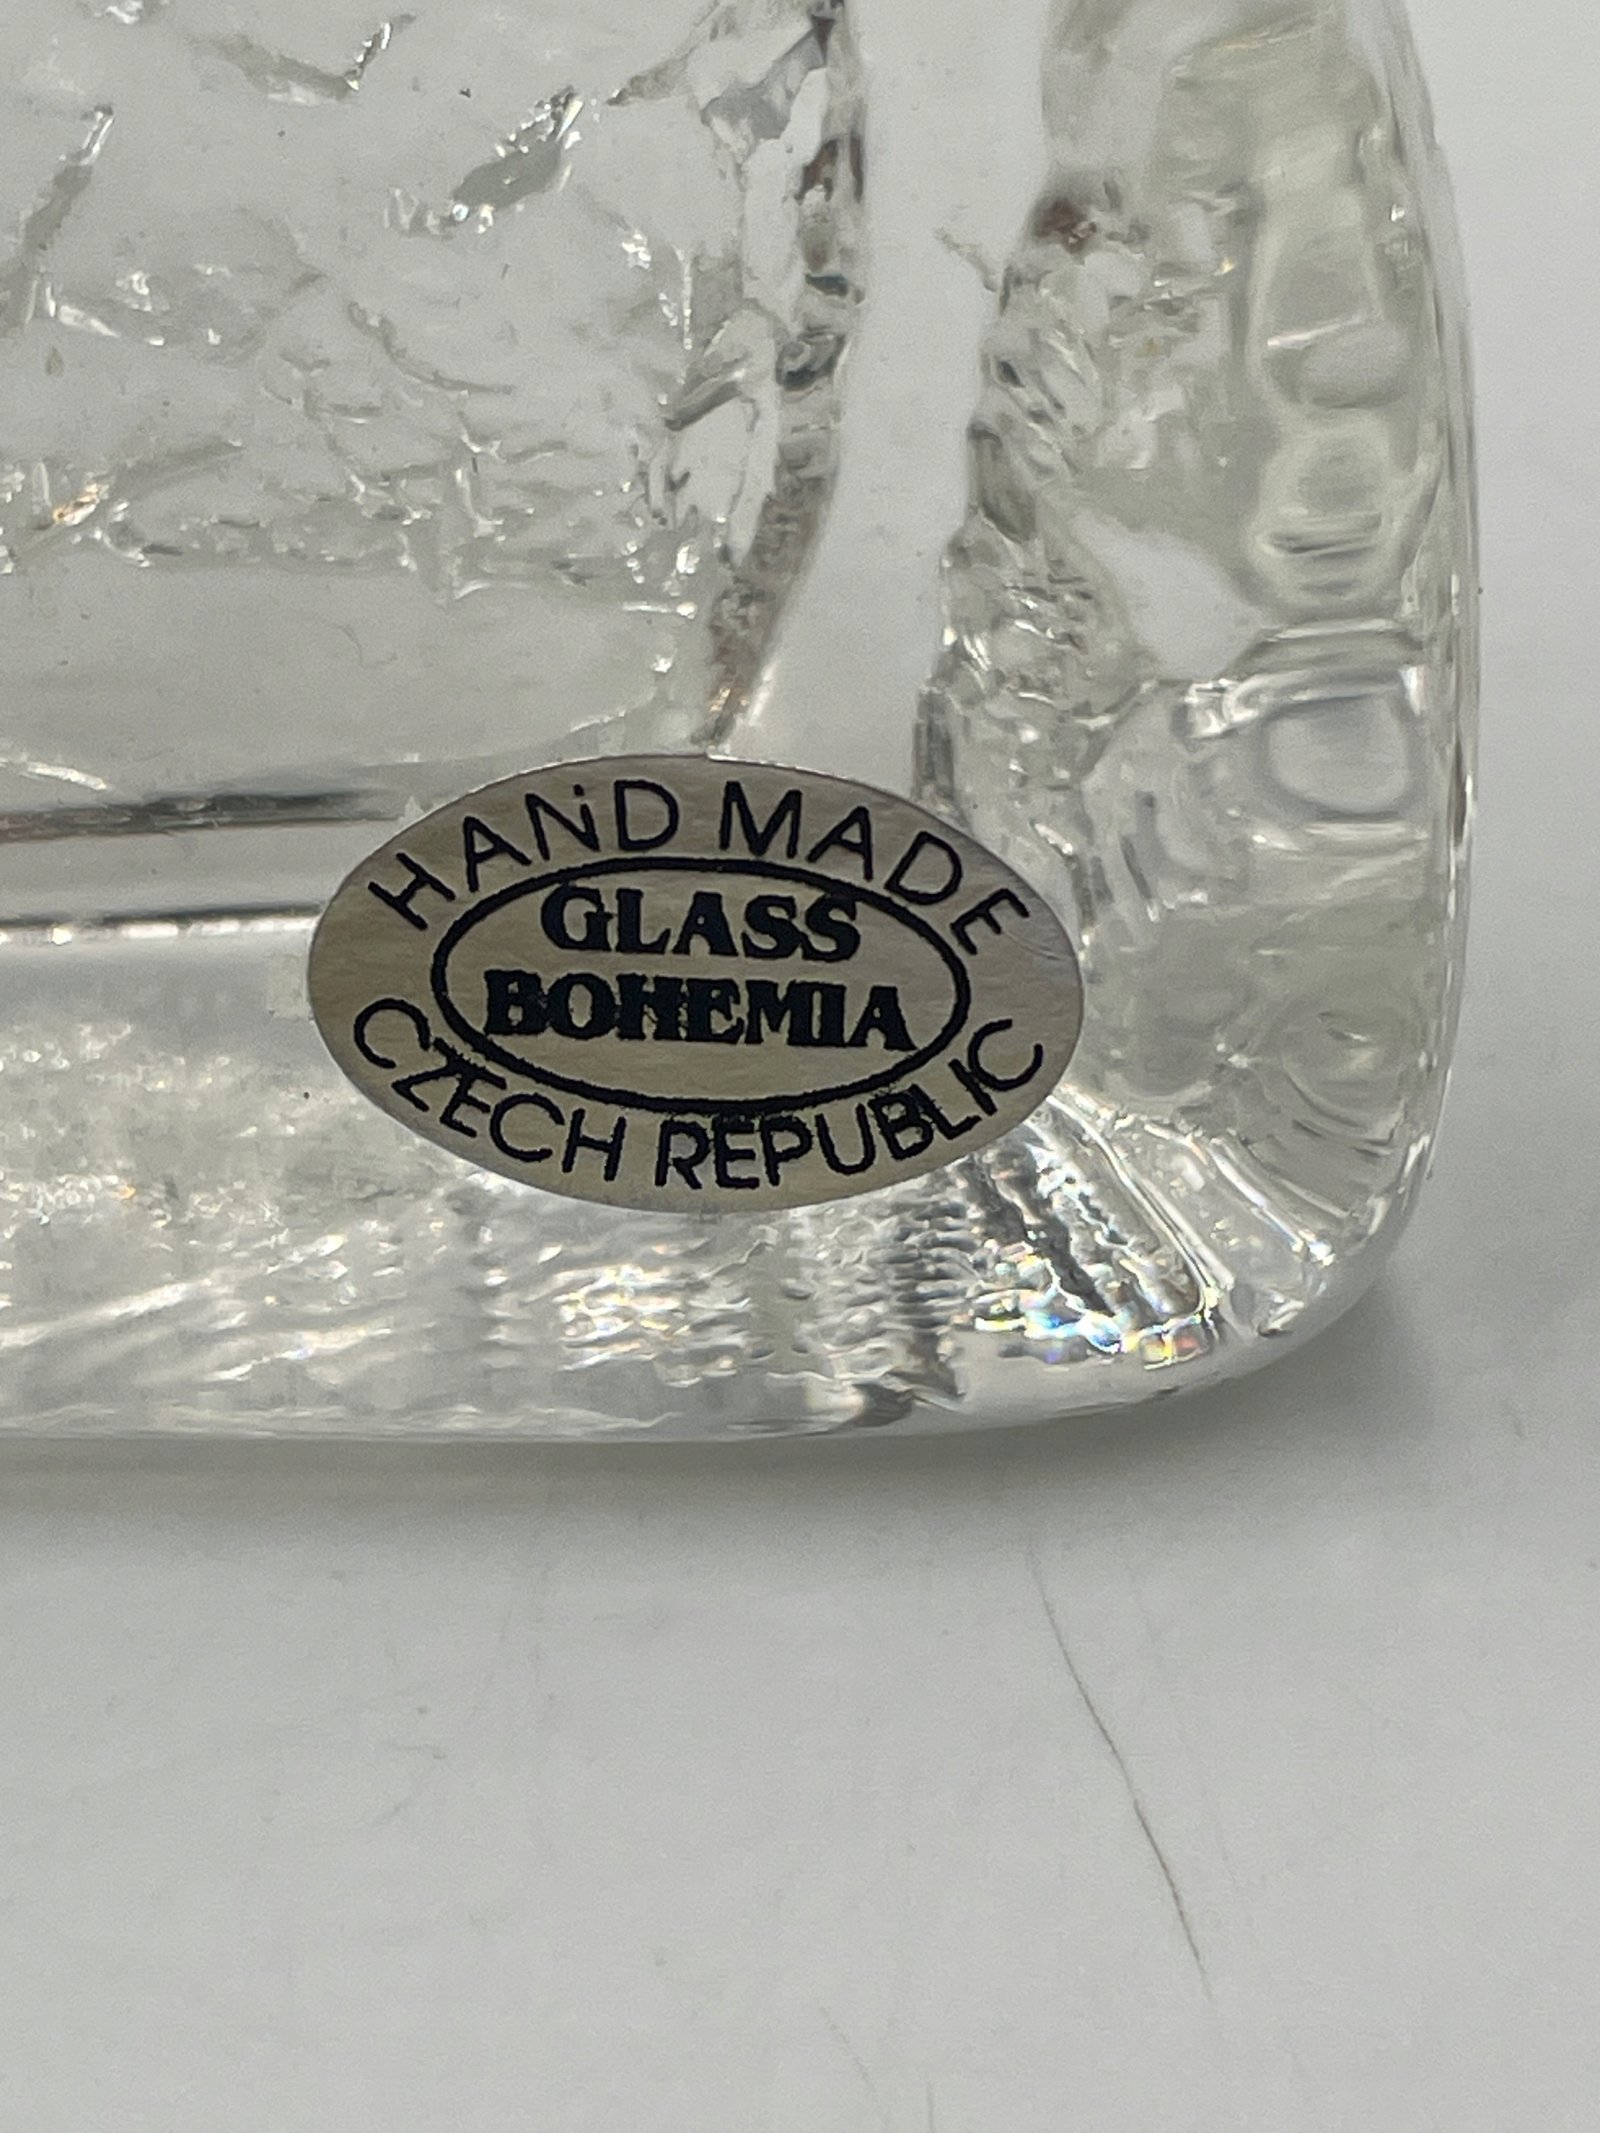 HAND MADE
GLASS
BOHEMIA
CZECH REPUBLIC